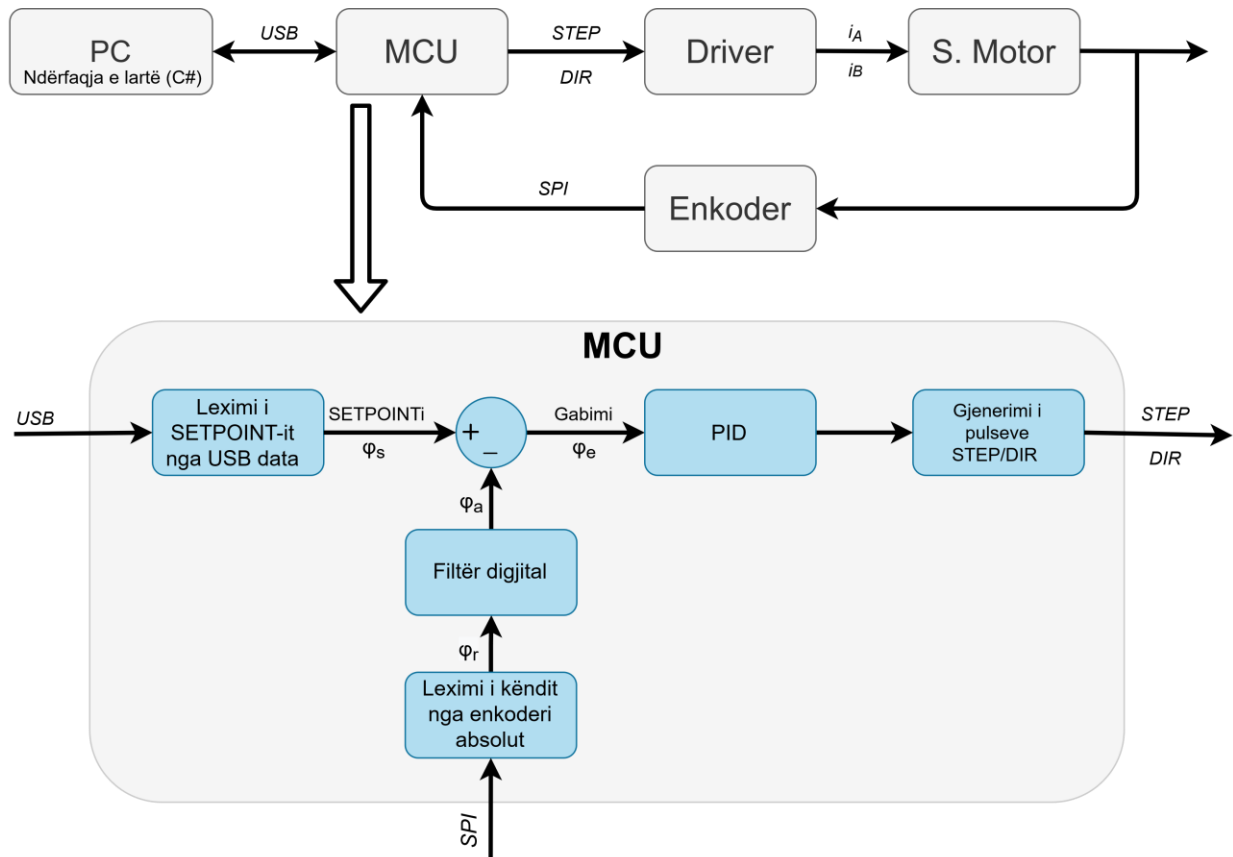 PC
Ndërfaqja e lartë (C#)
USB
MCU
STEP
DIR
Driver
iA
iB
S. Motor
SPI
Enkoder
MCU
USB
Leximi i
SETPOINT-it
nga USB data
SETPOINTi
φs
+
−
Gabimi
φe
PID
Gjenerimi i
pulseve
STEP/DIR
STEP
DIR
φa
Filtër digjital
φr
Leximi i këndit
nga enkoderi
absolut
SPI